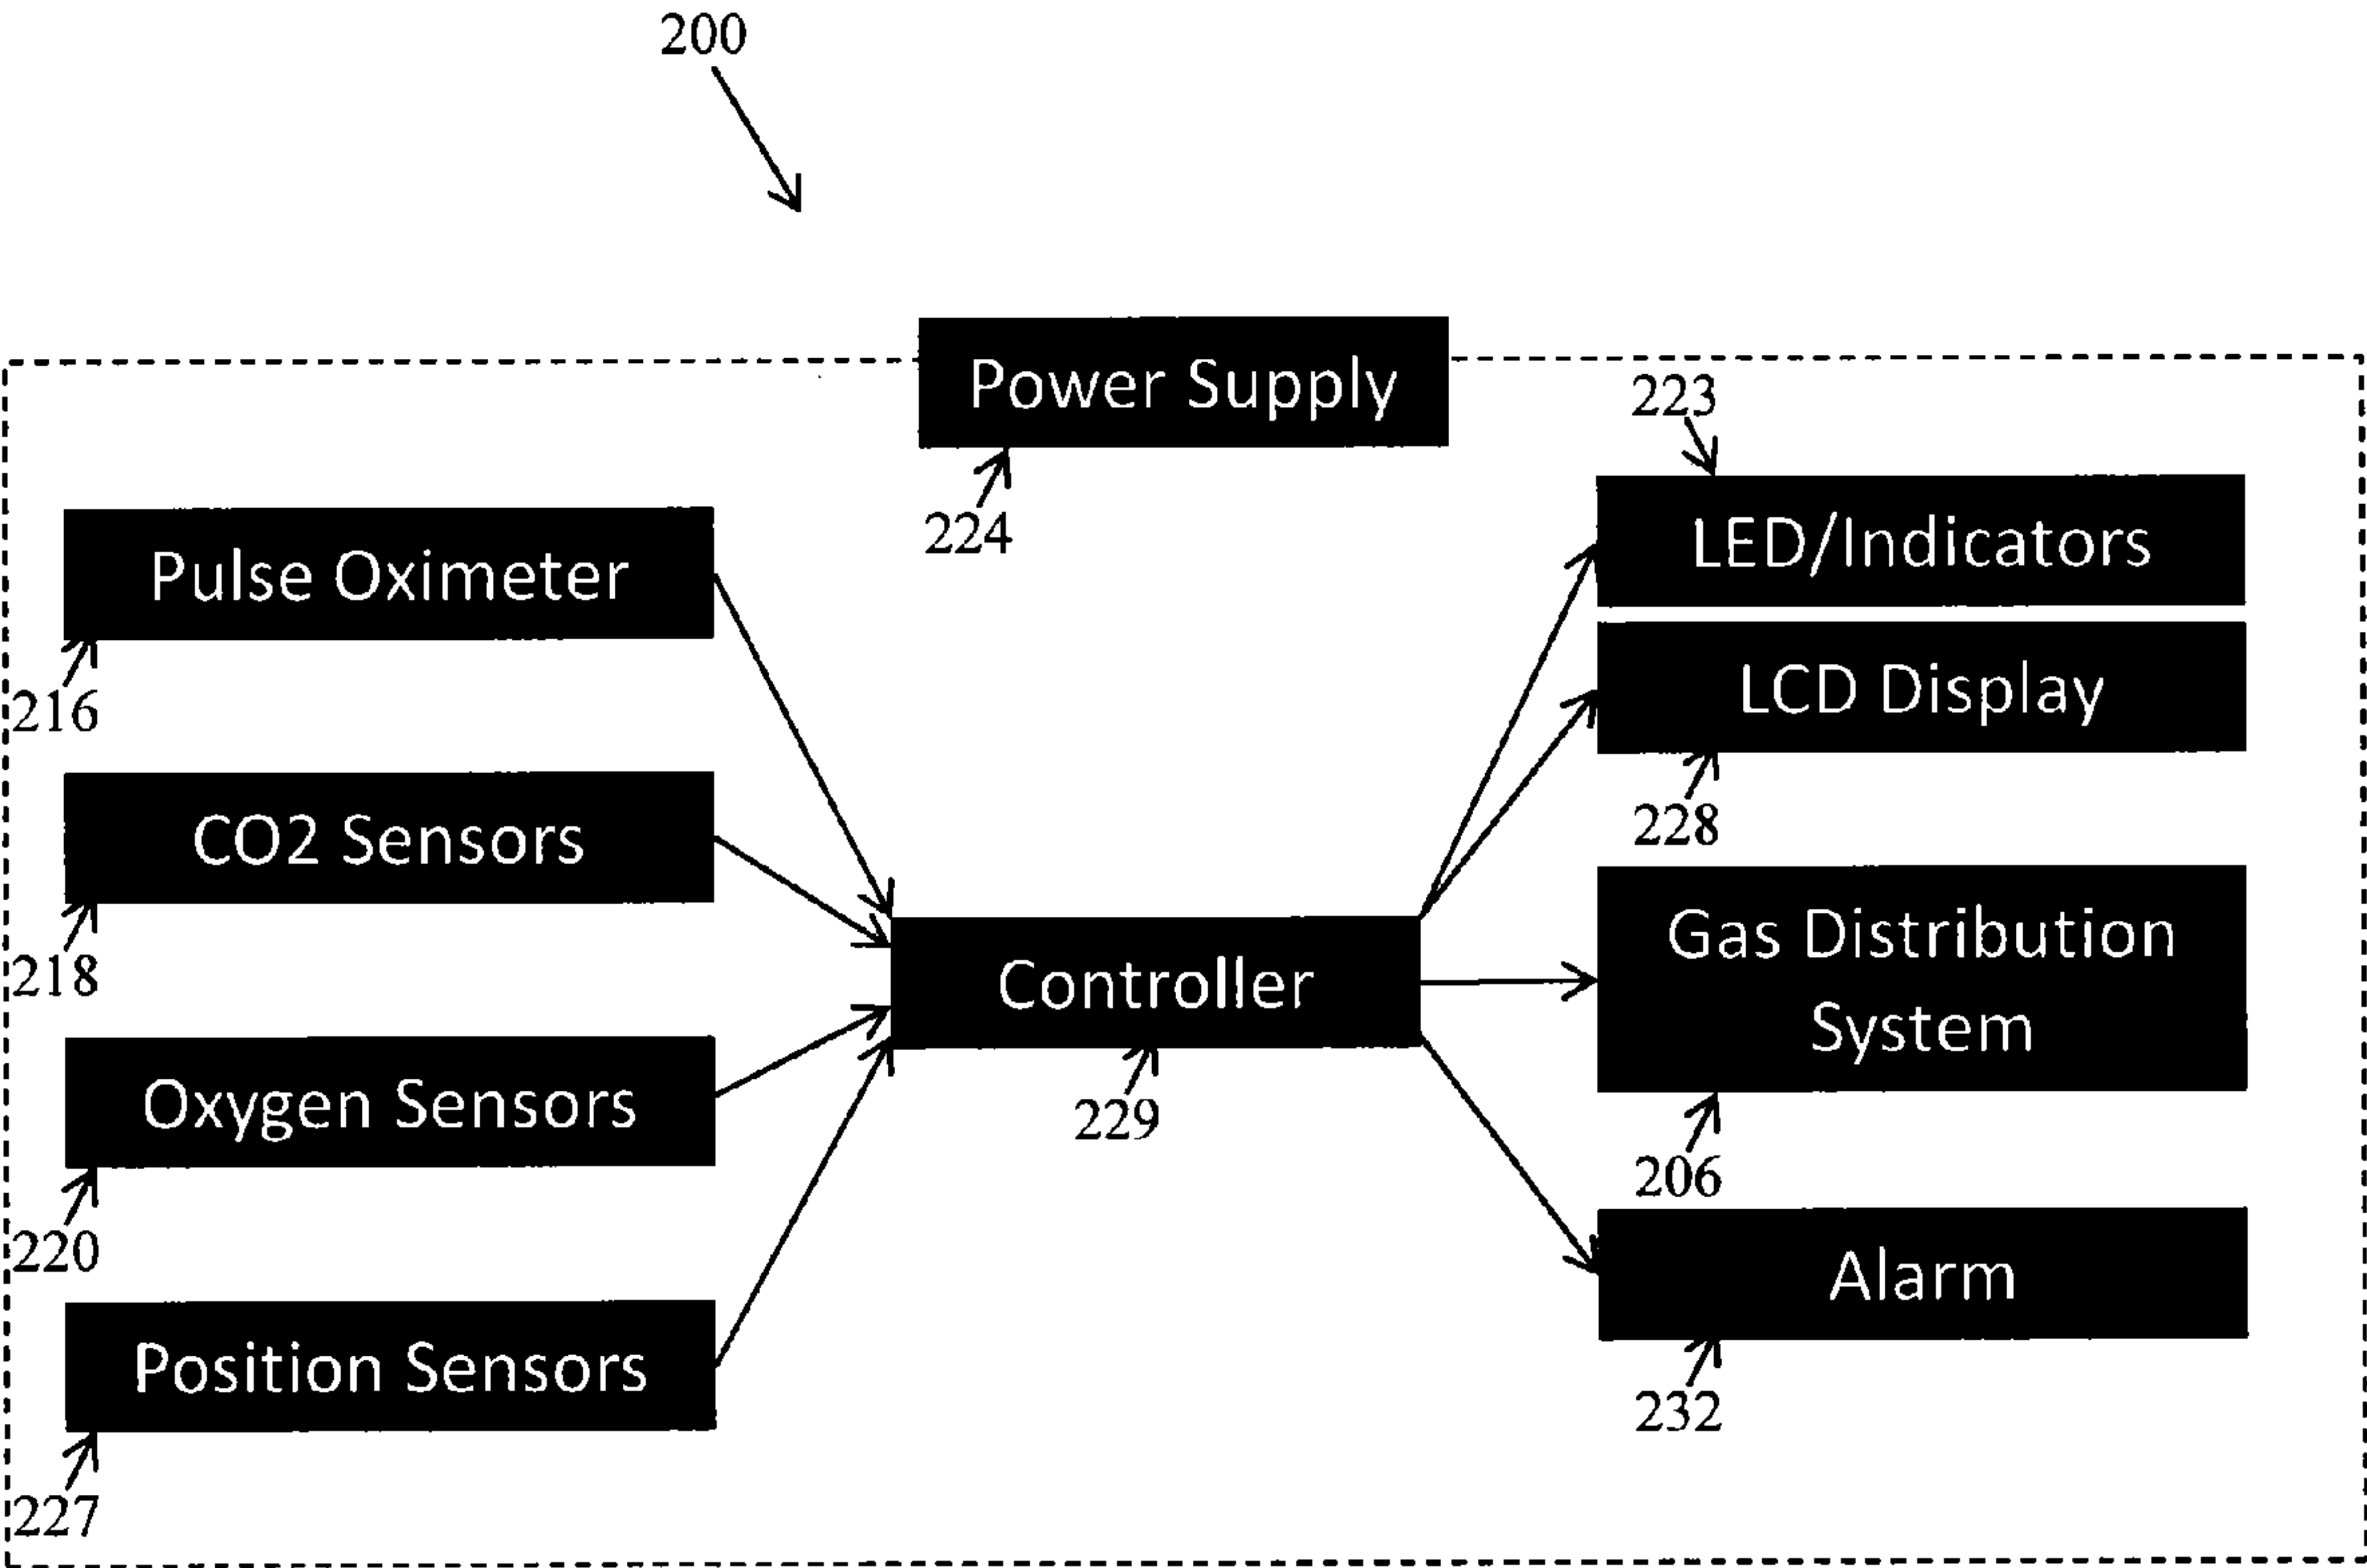 200
Power Supply
224
Pulse Oximeter
216
CO2 Sensors
218
Oxygen Sensors
220
Position Sensors
227
Controller
229
223
LED/Indicators
LCD Display
228
Gas Distribution
System
206
Alarm
232